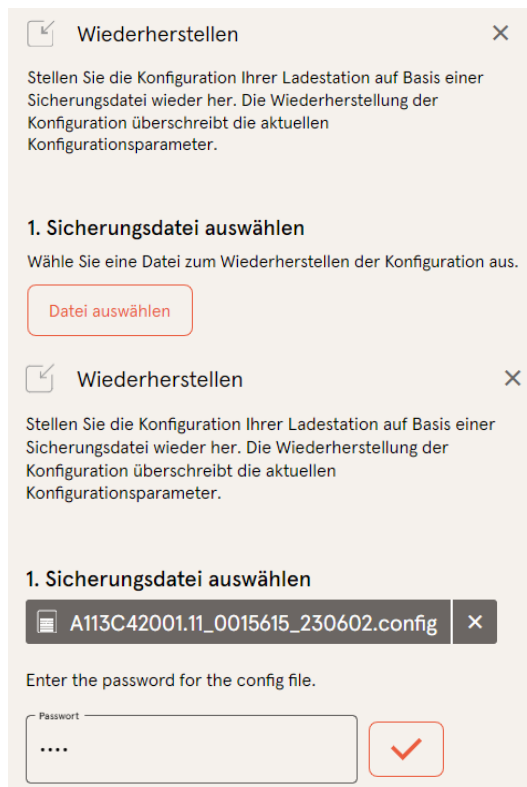 Wiederherstellen
Stellen Sie die Konfiguration Ihrer Ladestation auf Basis einer
Sicherungsdatei wieder her. Die Wiederherstellung der
Konfiguration überschreibt die aktuellen
Konfigurationsparameter.
1. Sicherungsdatei auswählen
Wähle Sie eine Datei zum Wiederherstellen der Konfiguration aus.
Datei auswählen
Wiederherstellen
Stellen Sie die Konfiguration Ihrer Ladestation auf Basis einer
Sicherungsdatei wieder her. Die Wiederherstellung der
Konfiguration überschreibt die aktuellen
Konfigurationsparameter.
1. Sicherungsdatei auswählen
A113C42001.11_0015615_230602.config
Enter the password for the config file.
Passwort
••••